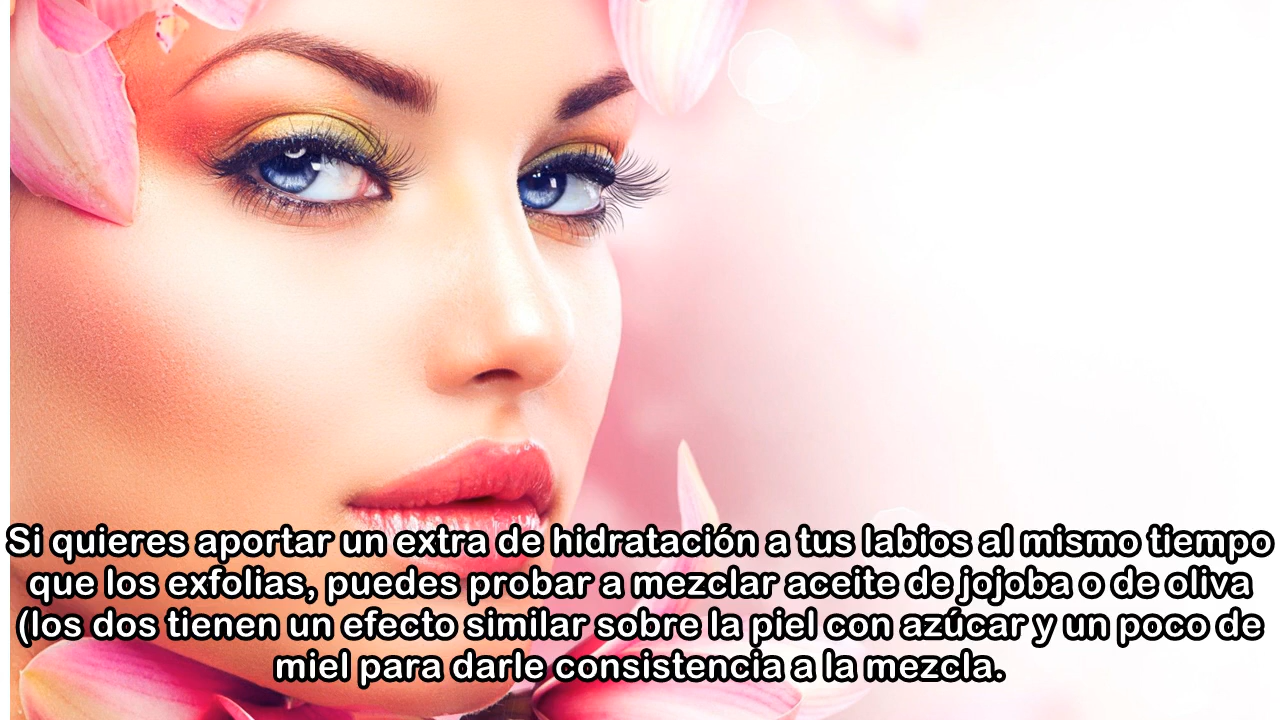 Si quieres aportar un extra de hidratación a tus labios al mismo tiempo
que los exfolias, puedes probar a mezclar aceite de jojoba o de oliva
(los dos tienen un efecto similar sobre la piel con azúcar y un poco de
miel para darle consistencia a la mezcla.